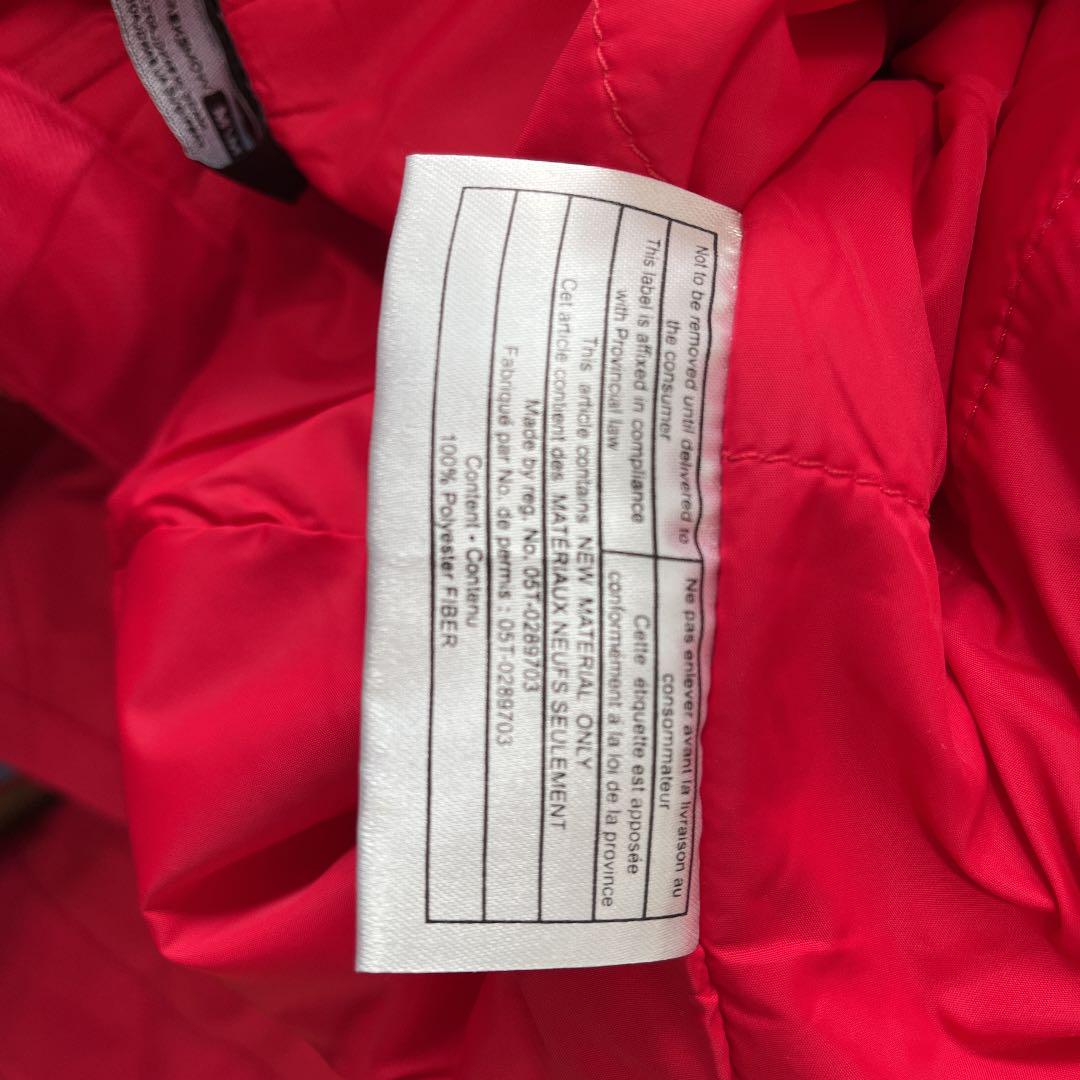 Not to be removed until delivered to
the consumer
Ne pas enlever avant la livraison au
consommateur
This label is affixed in compliance
with Provincial law
Cette etiquette est apposée
conformément à la loi de la province
This article contains NEW MATERIAL ONLY
Cet article contient des MATÉRIAUX NEUFS SEULEMENT
Made by reg. No. 05T-0289703
Fabriqué par No. de permis : 05T-0289703
Content • Contenu
100% Polyester FIBER